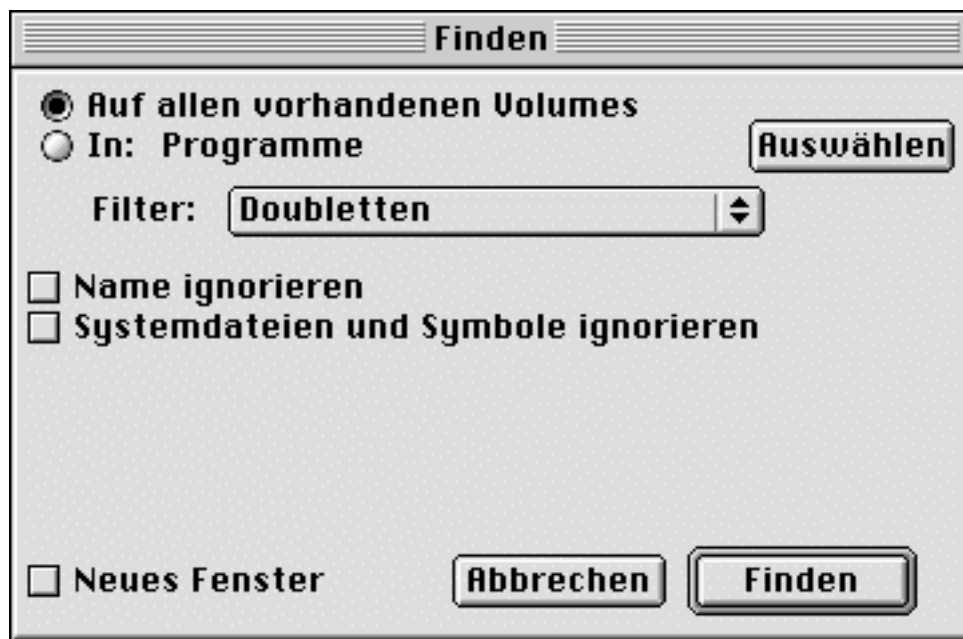 Finden
Auf allen vorhandenen Volumes
In: Programme
Auswählen
Filter: Doubletten
Name ignorieren
Systemdateien und Symbole ignorieren
Neues Fenster
Abbrechen
Finden